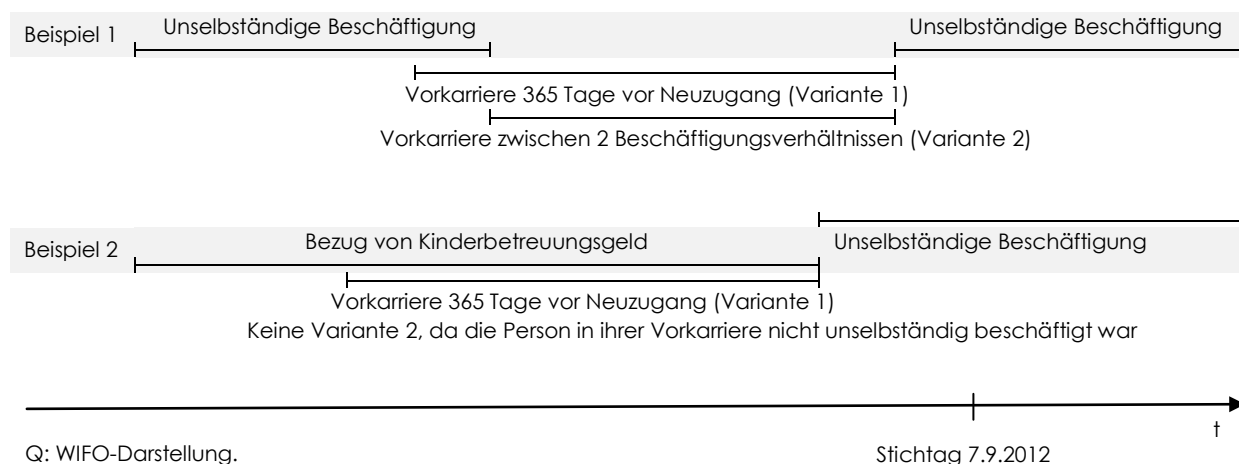 Beispiel 1
Unselbständige Beschäftigung
Unselbständige Beschäftigung
Vorkarriere 365 Tage vor Neuzugang (Variante 1)
Vorkarriere zwischen 2 Beschäftigungsverhältnissen (Variante 2)
Beispiel 2
Bezug von Kinderbetreuungsgeld
Unselbständige Beschäftigung
Vorkarriere 365 Tage vor Neuzugang (Variante 1)
Keine Variante 2, da die Person in ihrer Vorkarriere nicht unselbständig beschäftigt war
t
Q: WIFO-Darstellung.
Stichtag 7.9.2012